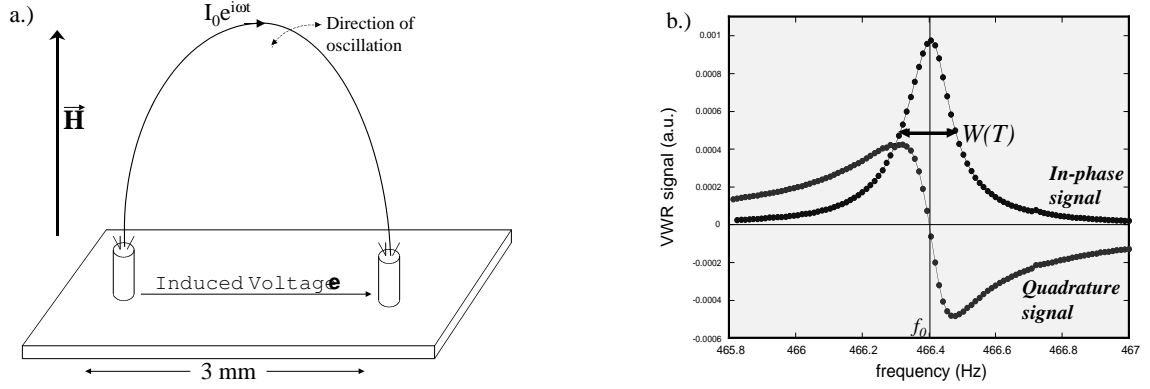 a.)
I₀e^{iωt}
Direction of
oscillation
H
Induced Voltage e
3 mm
b.)
VWR signal (a.u.)
0.001
0.0008
0.0006
0.0004
0.0002
0
-0.0002
-0.0004
-0.0006
W(T)
In-phase
signal
Quadrature
signal
f₀
465.8 466 466.2 466.4 466.6 466.8 467
frequency (Hz)